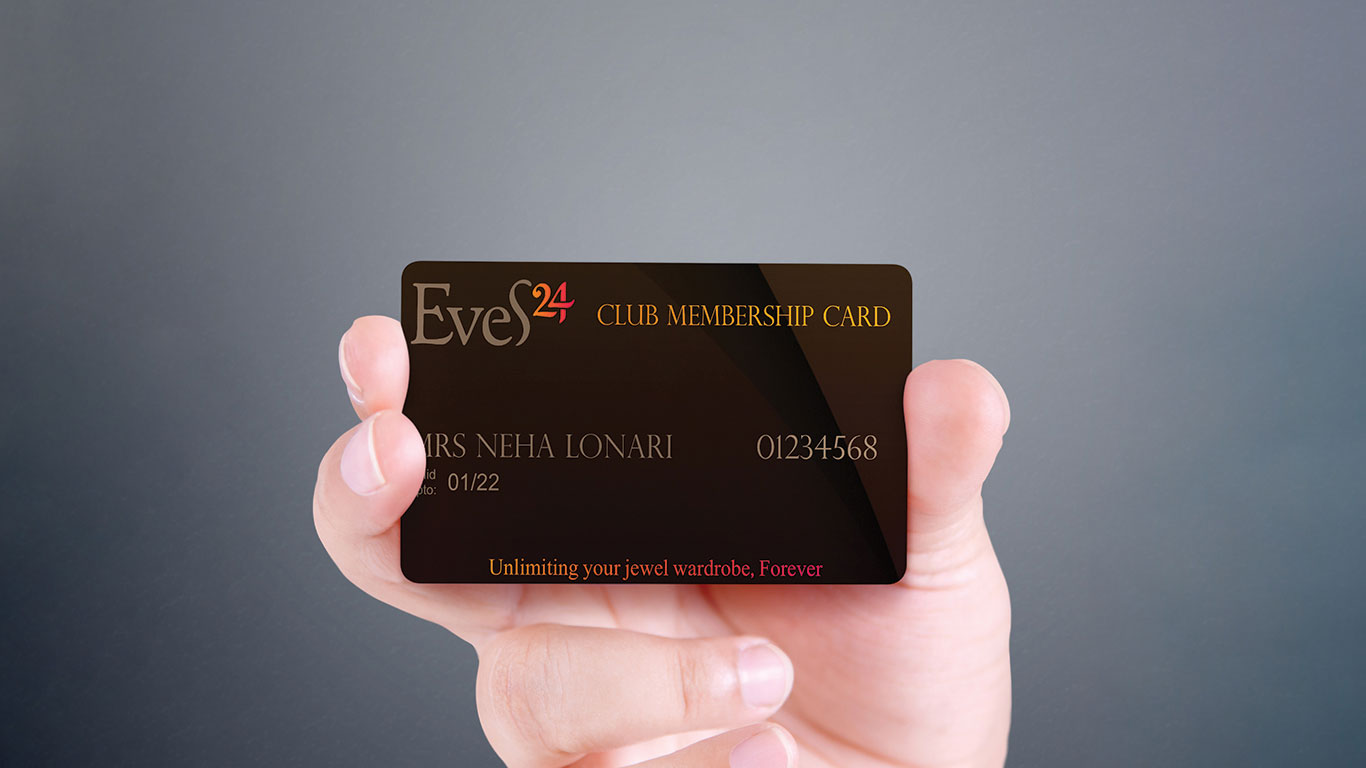 EveS24 CLUB MEMBERSHIP CARD
MRS NEHA LONARI 01234568
01/22
Unlimiting your jewel wardrobe, Forever